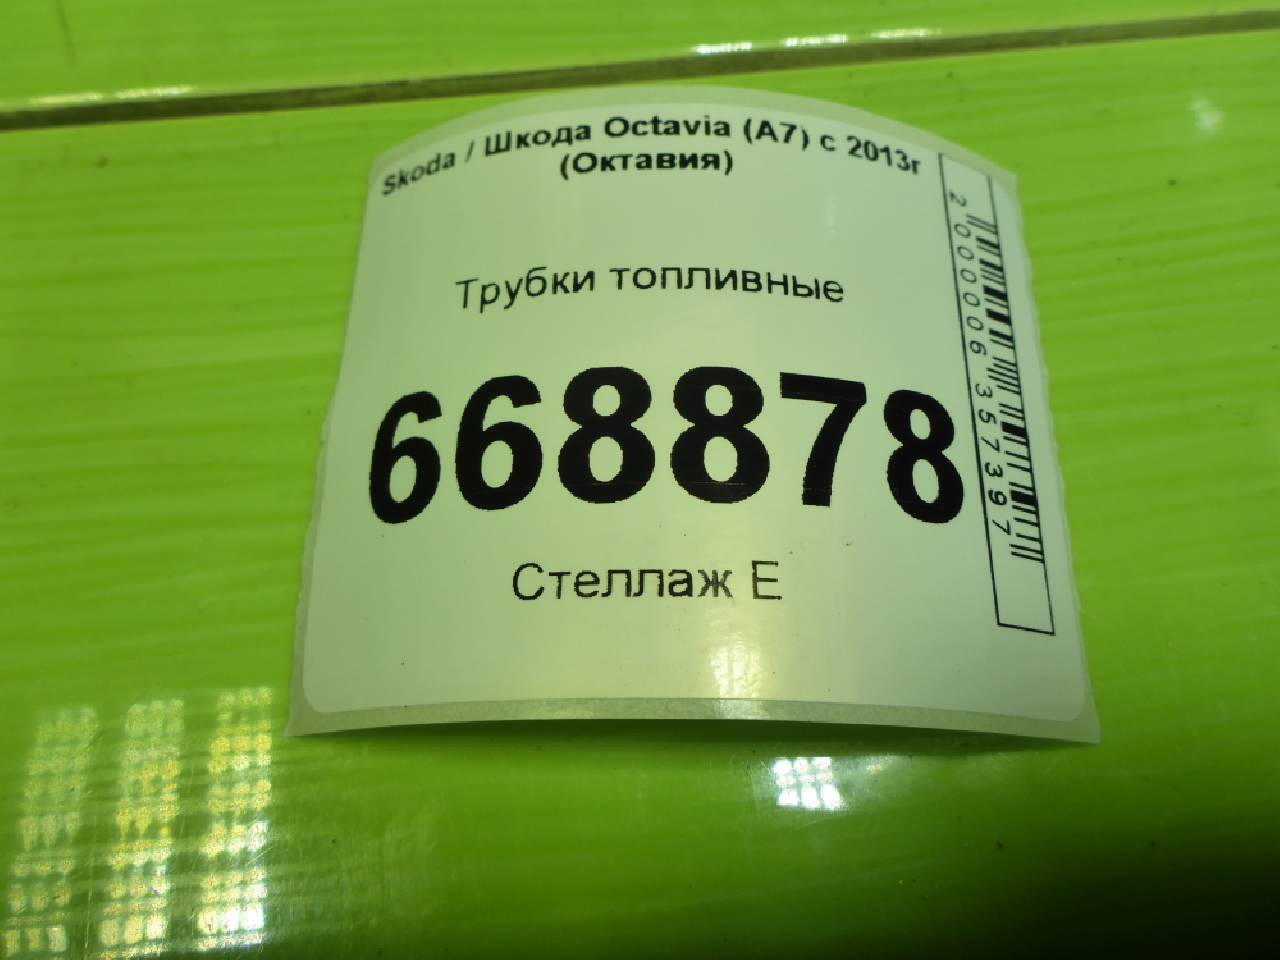 Skoda / Шкода Octavia (A7) с 2013г
(Октавия)
Трубки топливные
668878
Стеллаж Е
2000006357397